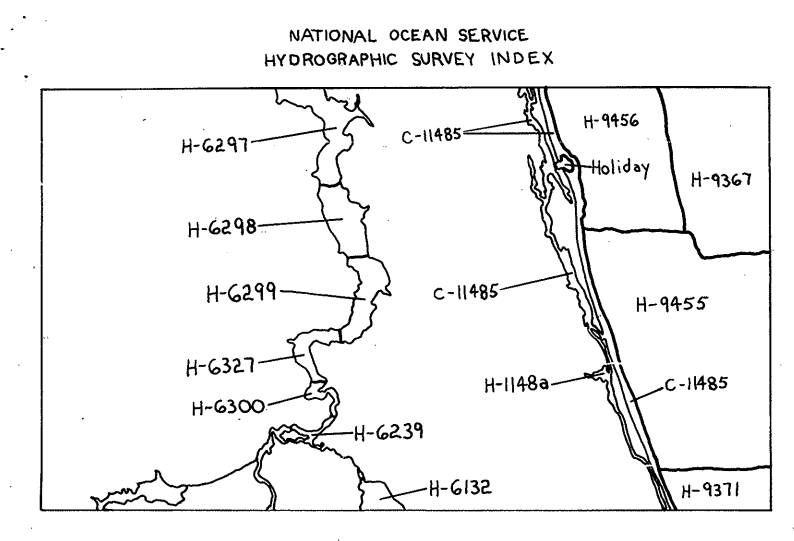 NATIONAL OCEAN SERVICE
HYDROGRAPHIC SURVEY INDEX
H-6297
C-11485
H-9456
Holiday
H-9367
H-6298
H-6299
C-11485
H-9455
H-6327
H-1148a
C-11485
H-6300
H-6239
H-6132
H-9371